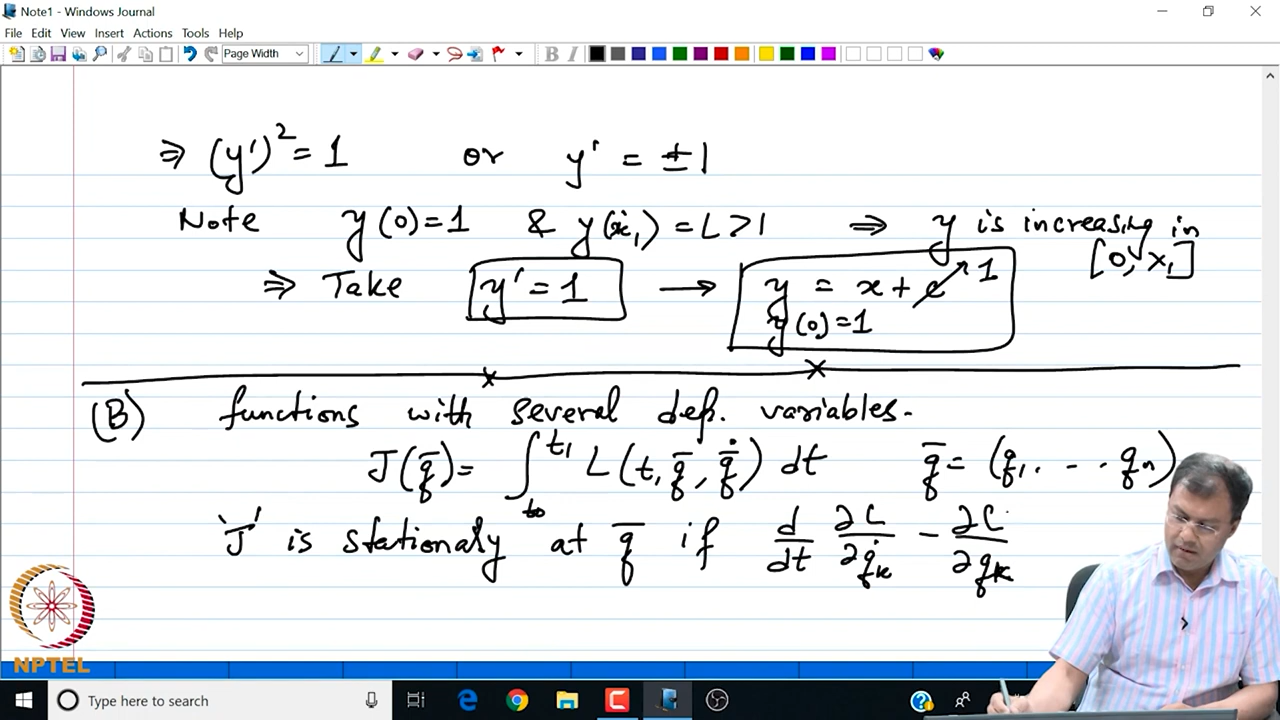 Note1 - Windows Journal
File Edit View Insert Actions Tools Help
Page Width B I
⇒ (y')² = 1 or y' = ±1
Note y(0)=1 & y(x₁) = L > 1 ⇒ y is increasing in [0, x₁]
⇒ Take y' = 1 → y = x + c 1
y(0)=1
(B) functions with several dep. variables.
J(q̄) = ∫_{t₀}^{t₁} L(t, q̄, q̄̇) dt q̄ = (q₁, ... qₙ)
'J' is stationary at q̄ if d/dt ∂L/∂q̇ₖ - ∂L/∂qₖ
NPTEL
Type here to search